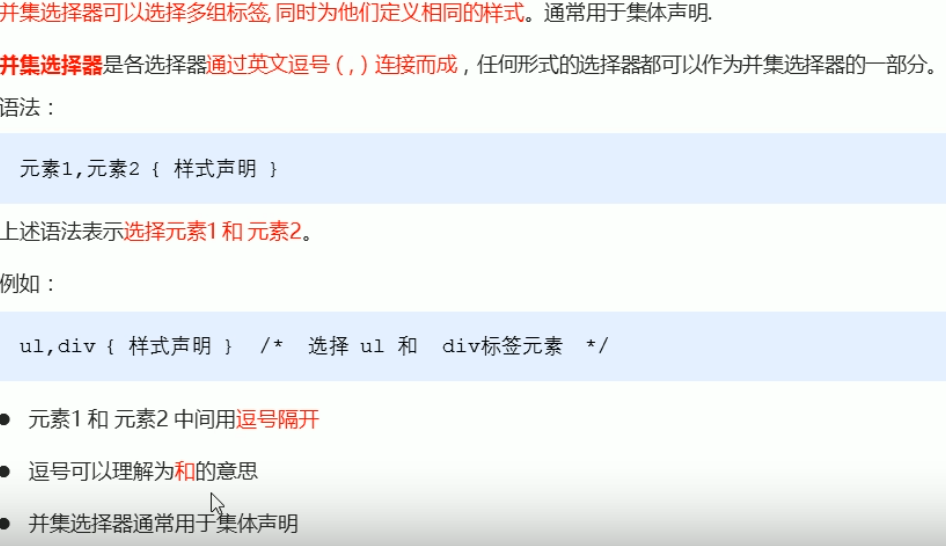 并集选择器可以选择多组标签, 同时为他们定义相同的样式。通常用于集体声明.
并集选择器是各选择器通过英文逗号 ( , ) 连接而成 , 任何形式的选择器都可以作为并集选择器的一部分。
语法 :
元素1,元素2 { 样式声明 }
上述语法表示选择元素1 和 元素2。
例如 :
ul,div { 样式声明 } /* 选择 ul 和 div标签元素 */
● 元素1 和 元素2 中间用逗号隔开
● 逗号可以理解为和的意思
● 并集选择器通常用于集体声明